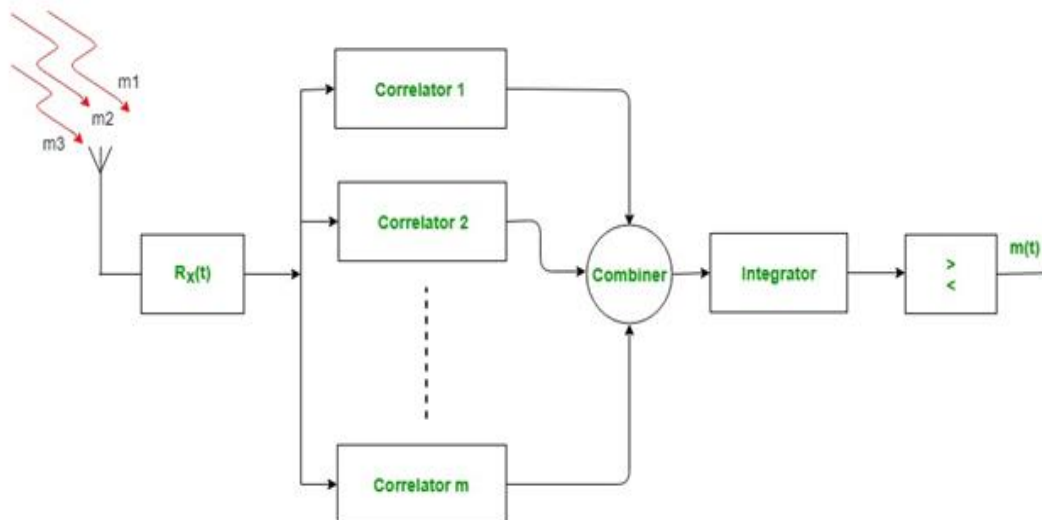 m1
m2
m3
Correlator 1
Correlator 2
Rx(t)
Combiner
Integrator
>
<
m(t)
Correlator m